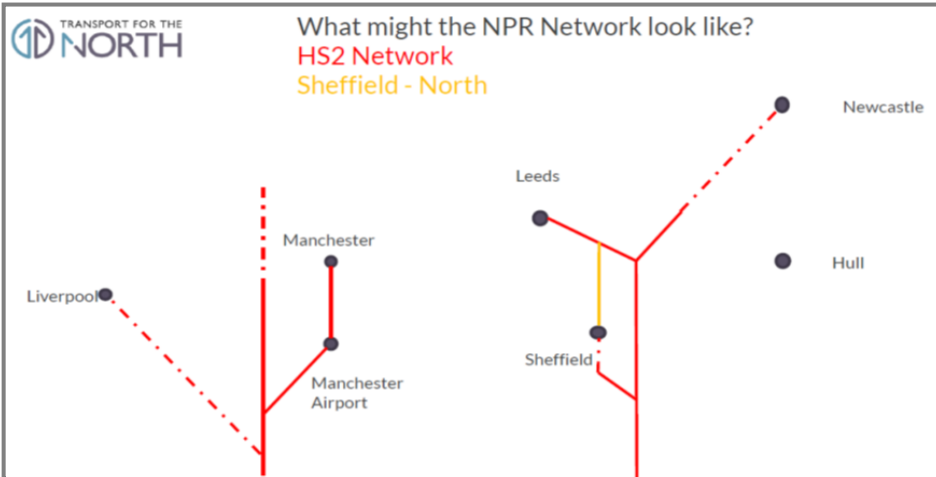 TRANSPORT FOR THE
NORTH
What might the NPR Network look like?
HS2 Network
Sheffield - North
Newcastle
Leeds
Manchester
Hull
Liverpool
Sheffield
Manchester
Airport